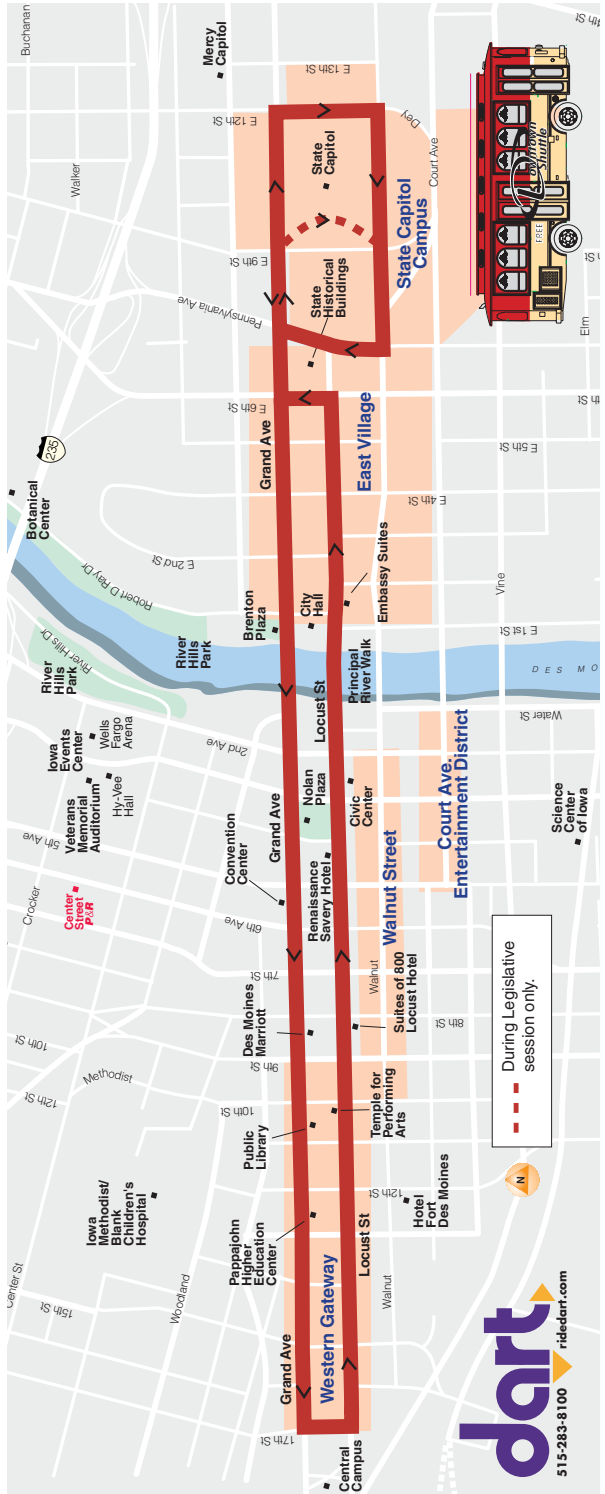 Center St
15th St
Woodland
Iowa
Methodist/
Blank
Children's
Hospital
12th St
10th St
Methodist
Crocker
Center
Street
P&R
5th Ave
6th Ave
7th St
9th St
10th St
Veterans
Memorial
Auditorium
Hy-Vee
Hall
Iowa
Events
Center
Wells
Fargo
Arena
2nd Ave
River
Hills
Park
River Hills Dr
River
Hills
Park
Robert D Ray Dr
Botanical
Center
235
E 2nd St
Buchanan
Walker
Mercy
Capitol
E 12th St
E 13th St
E 9th St
Pennsylvania Ave
E 6th St
17th St
Grand Ave
Western Gateway
Central
Campus
Pappajohn
Higher
Education
Center
Public
Library
Des Moines
Marriott
Convention
Center
Grand Ave
Nolan
Plaza
Renaissance
Savery Hotel
Locust St
Brenton
Plaza
City
Hall
Grand Ave
State
Historical
Buildings
State
Capitol
Locust St
Walnut
12th St
Hotel
Fort
Des Moines
Temple for
Performing
Arts
Suites of 800
Locust Hotel
8th St
Walnut
Walnut Street
Civic
Center
Principal
River Walk
Embassy Suites
East Village
E 4th St
E 5th St
E 1st St
State Capitol
Campus
Dey
Court Ave
Court Ave.
Entertainment District
Water St
Vine
Elm
DES MO
Science
Center
of Iowa
During Legislative
session only.
N
dart
515-283-8100 ridedart.com
Downtown
Shuttle
FREE